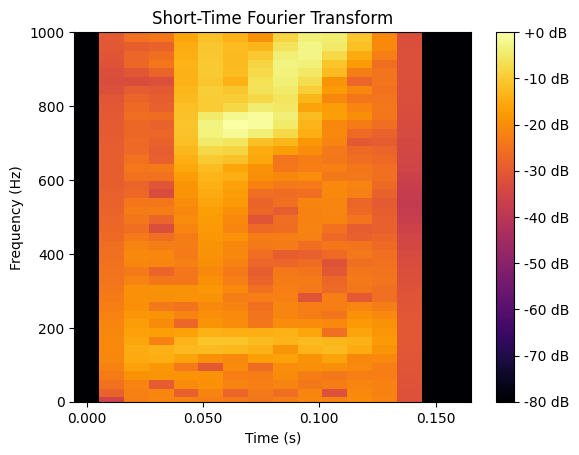 Short-Time Fourier Transform
1000
800
600
400
200
0
Frequency (Hz)
0.000
0.050
0.100
0.150
Time (s)
+0 dB
-10 dB
-20 dB
-30 dB
-40 dB
-50 dB
-60 dB
-70 dB
-80 dB